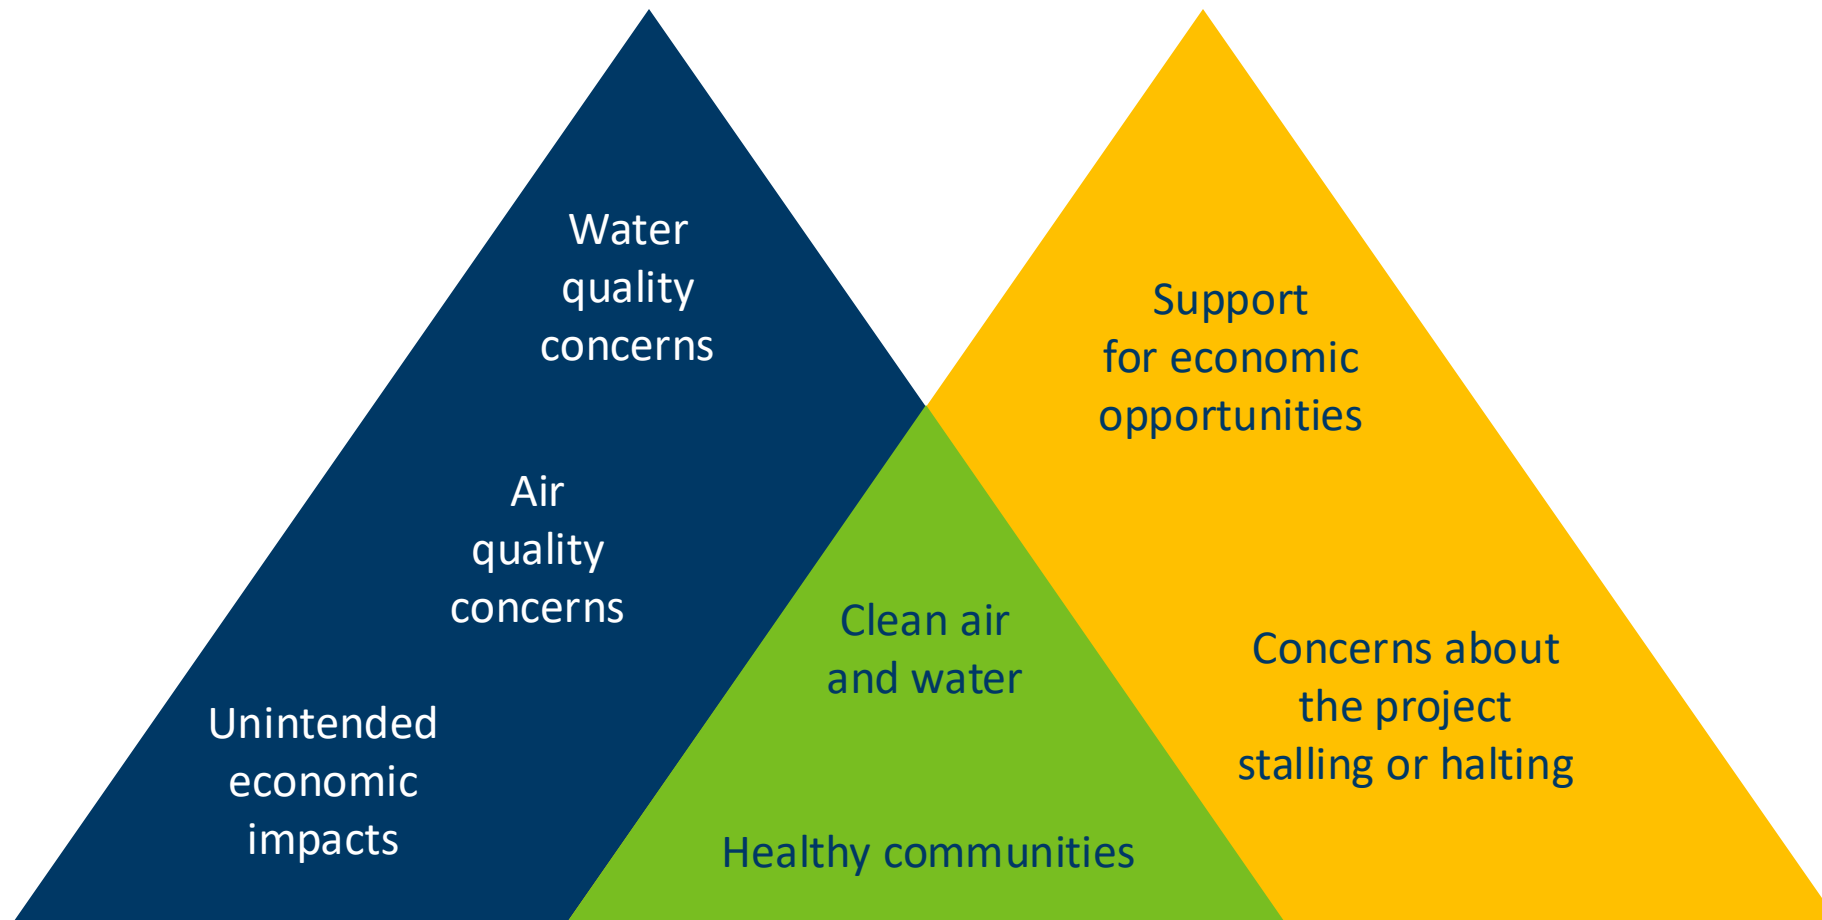 Water
quality
concerns
Air
quality
concerns
Unintended
economic
impacts
Clean air
and water
Healthy communities
Support
for economic
opportunities
Concerns about
the project
stalling or halting